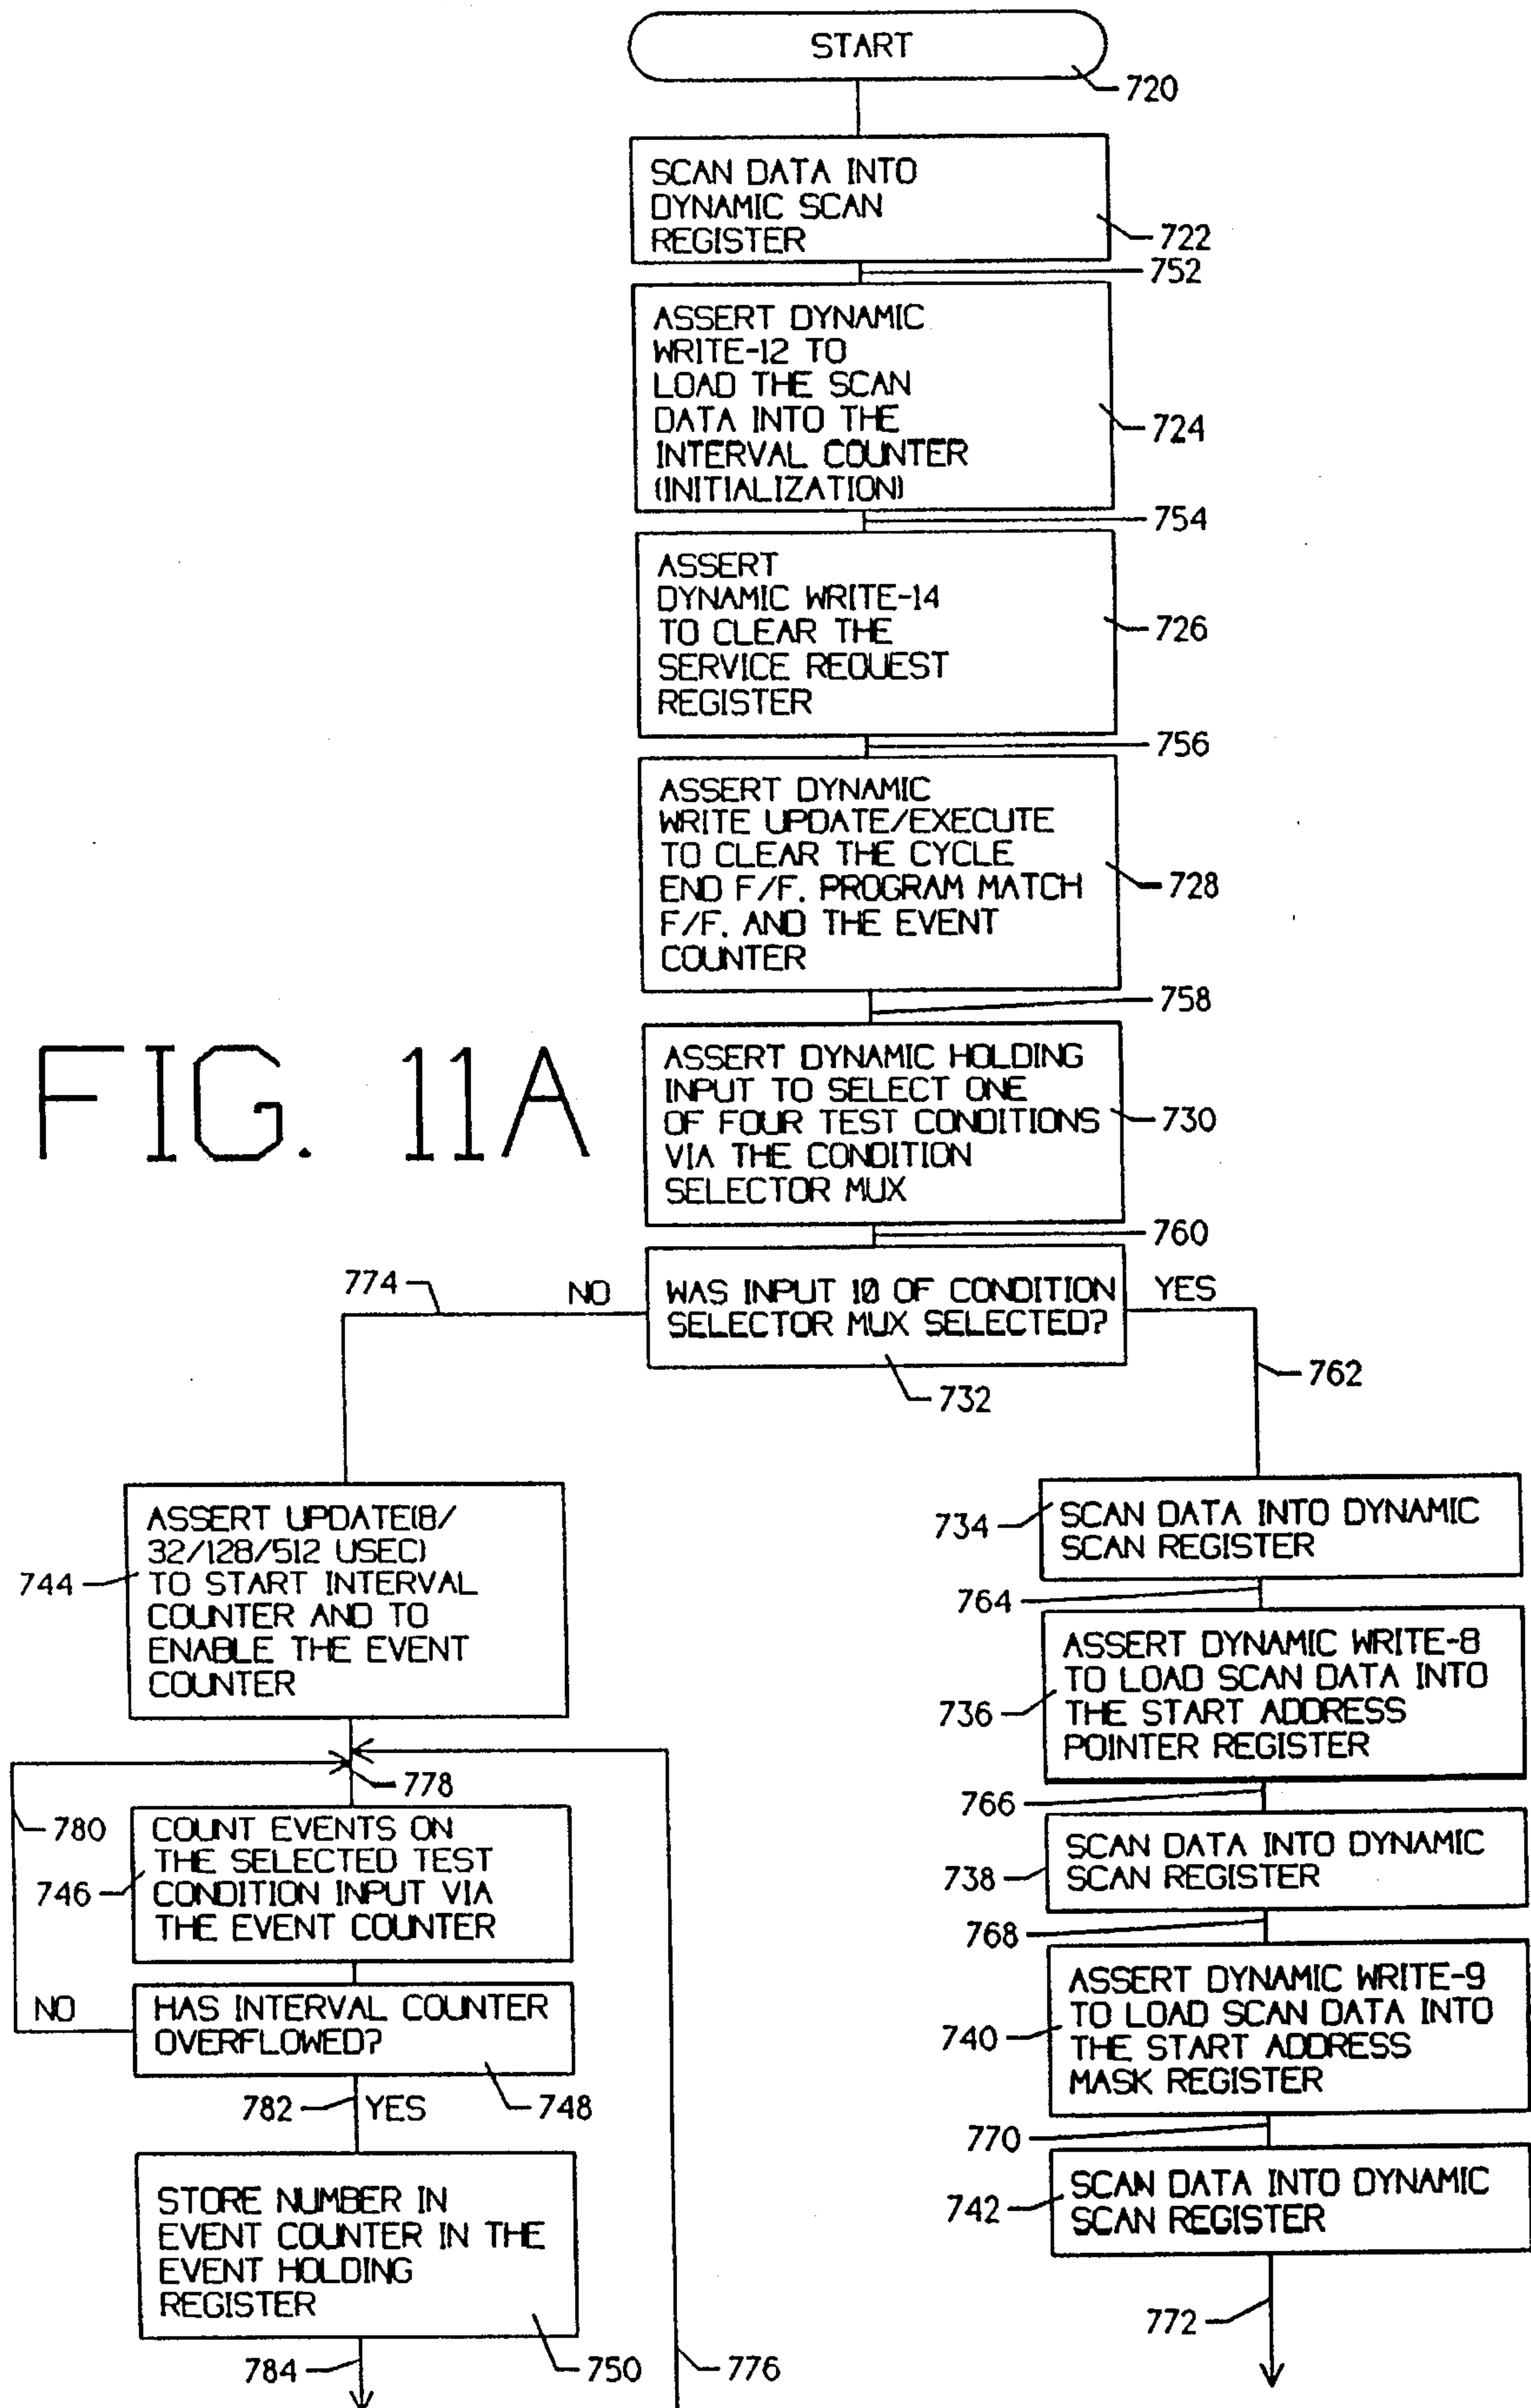 START
720
SCAN DATA INTO
DYNAMIC SCAN
REGISTER
722
752
ASSERT DYNAMIC
WRITE-12 TO
LOAD THE SCAN
DATA INTO THE
INTERVAL COUNTER
(INITIALIZATION)
724
754
ASSERT
DYNAMIC WRITE-14
TO CLEAR THE
SERVICE REQUEST
REGISTER
726
756
ASSERT DYNAMIC
WRITE UPDATE/EXECUTE
TO CLEAR THE CYCLE
END F/F. PROGRAM MATCH
F/F. AND THE EVENT
COUNTER
728
758
FIG. 11A
ASSERT DYNAMIC HOLDING
INPUT TO SELECT ONE
OF FOUR TEST CONDITIONS
VIA THE CONDITION
SELECTOR MUX
730
760
774
NO
WAS INPUT 10 OF CONDITION
SELECTOR MUX SELECTED?
YES
732
762
ASSERT UPDATE(8/
32/128/512 USEC)
TO START INTERVAL
COUNTER AND TO
ENABLE THE EVENT
COUNTER
744
778
780
COUNT EVENTS ON
THE SELECTED TEST
CONDITION INPUT VIA
THE EVENT COUNTER
746
NO
HAS INTERVAL COUNTER
OVERFLOWED?
782
YES
748
STORE NUMBER IN
EVENT COUNTER IN THE
EVENT HOLDING
REGISTER
784
750
776
734
SCAN DATA INTO DYNAMIC
SCAN REGISTER
764
ASSERT DYNAMIC WRITE-8
TO LOAD SCAN DATA INTO
THE START ADDRESS
POINTER REGISTER
736
766
SCAN DATA INTO DYNAMIC
SCAN REGISTER
738
768
ASSERT DYNAMIC WRITE-9
TO LOAD SCAN DATA INTO
THE START ADDRESS
MASK REGISTER
740
770
SCAN DATA INTO DYNAMIC
SCAN REGISTER
742
772